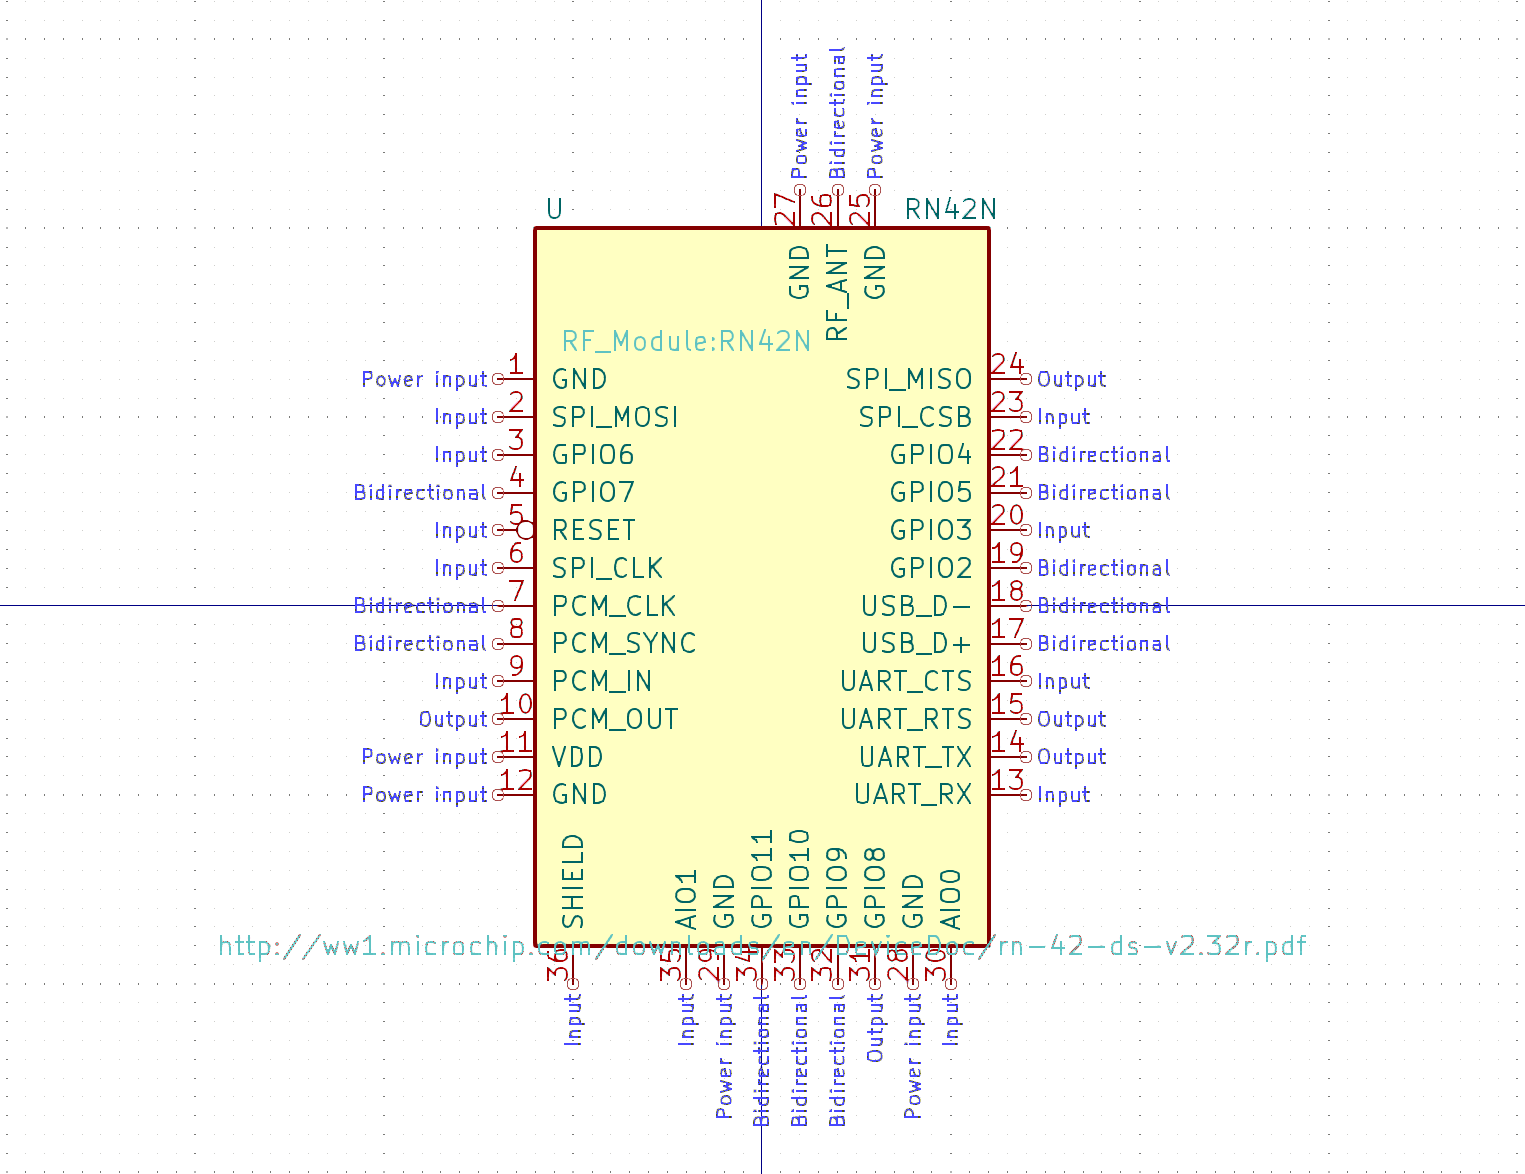 Power input
Bidirectional
Power input
27
26
25
U
RN42N
GND
RF_ANT
GND
RF_Module:RN42N
Power input 1 GND
Input 2 SPI_MOSI
Input 3 GPIO6
Bidirectional 4 GPIO7
Input 5 RESET
Input 6 SPI_CLK
Bidirectional 7 PCM_CLK
Bidirectional 8 PCM_SYNC
Input 9 PCM_IN
Output 10 PCM_OUT
Power input 11 VDD
Power input 12 GND
SPI_MISO 24 Output
SPI_CSB 23 Input
GPIO4 22 Bidirectional
GPIO5 21 Bidirectional
GPIO3 20 Input
GPIO2 19 Bidirectional
USB_D- 18 Bidirectional
USB_D+ 17 Bidirectional
UART_CTS 16 Input
UART_RTS 15 Output
UART_TX 14 Output
UART_RX 13 Input
SHIELD
AIO1
GND
GPIO11
GPIO10
GPIO9
GPIO8
GND
AIO0
http://ww1.microchip.com/downloads/en/DeviceDoc/rn-42-ds-v2.32r.pdf
36
35
29
34
33
32
31
28
30
Input
Input
Power input
Bidirectional
Bidirectional
Bidirectional
Output
Power input
Input